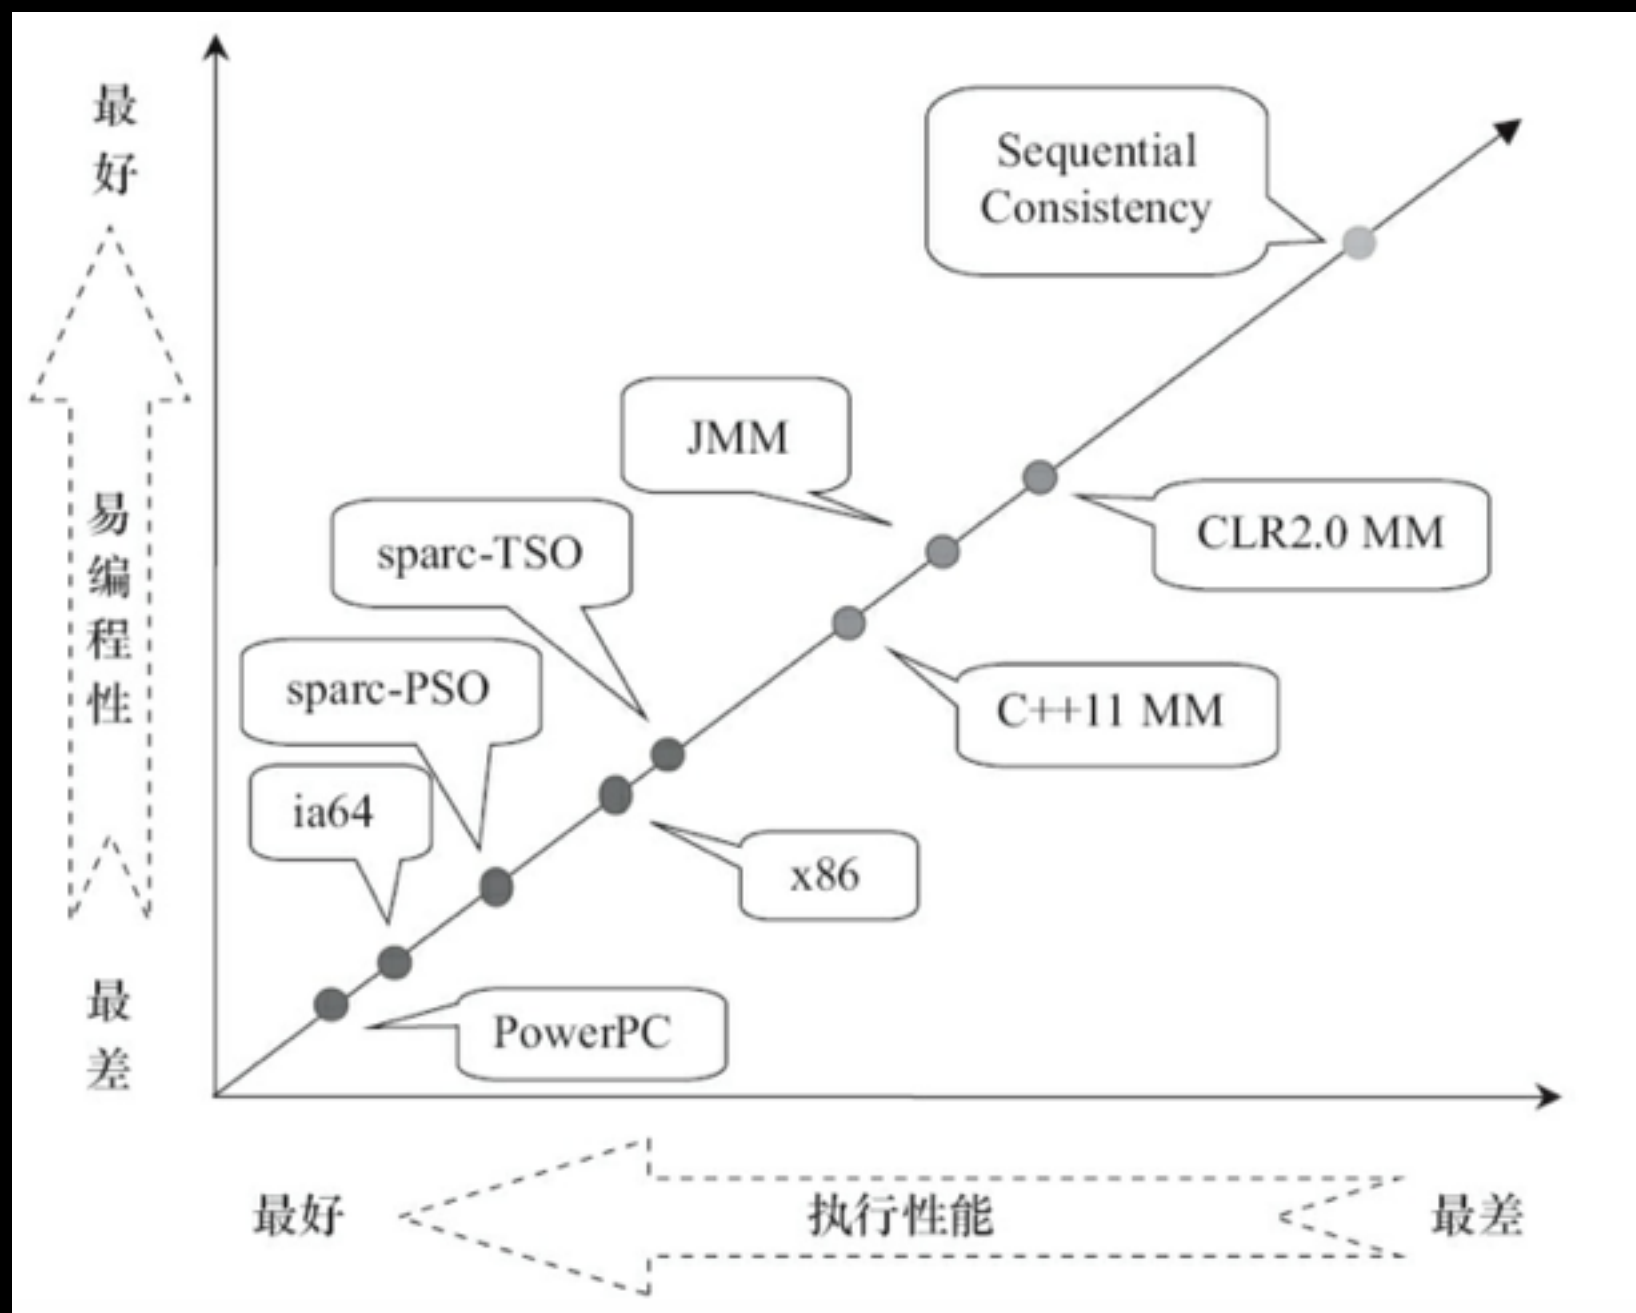 最好
易编程性
最差
Sequential
Consistency
JMM
CLR2.0 MM
sparc-TSO
C++11 MM
sparc-PSO
ia64
x86
PowerPC
最好
执行性能
最差